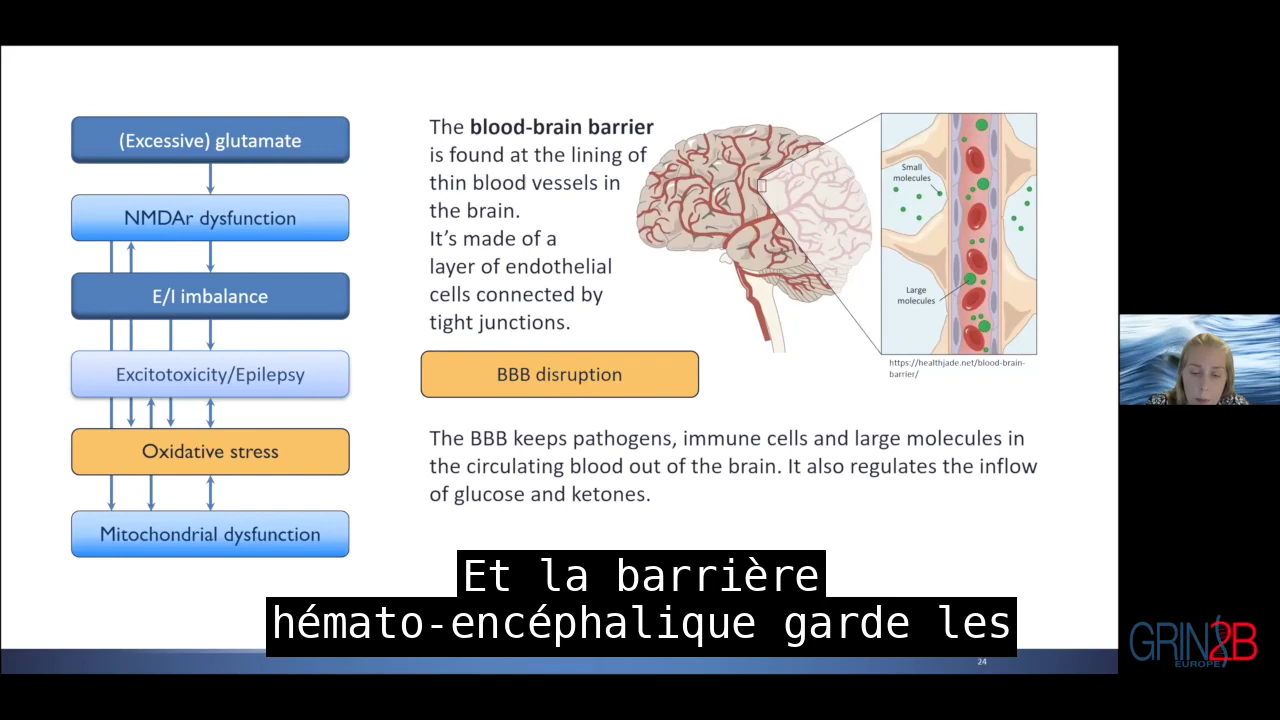 (Excessive) glutamate
NMDAr dysfunction
E/I imbalance
Excitotoxicity/Epilepsy
Oxidative stress
Mitochondrial dysfunction
The blood-brain barrier
is found at the lining of
thin blood vessels in
the brain.
It's made of a
layer of endothelial
cells connected by
tight junctions.
Small
molecules
Large
molecules
https://healthjade.net/blood-brain-
barrier/
BBB disruption
The BBB keeps pathogens, immune cells and large molecules in
the circulating blood out of the brain. It also regulates the inflow
of glucose and ketones.
Et la barrière
hémato-encéphalique garde les
24
GRIN2B
EUROPE